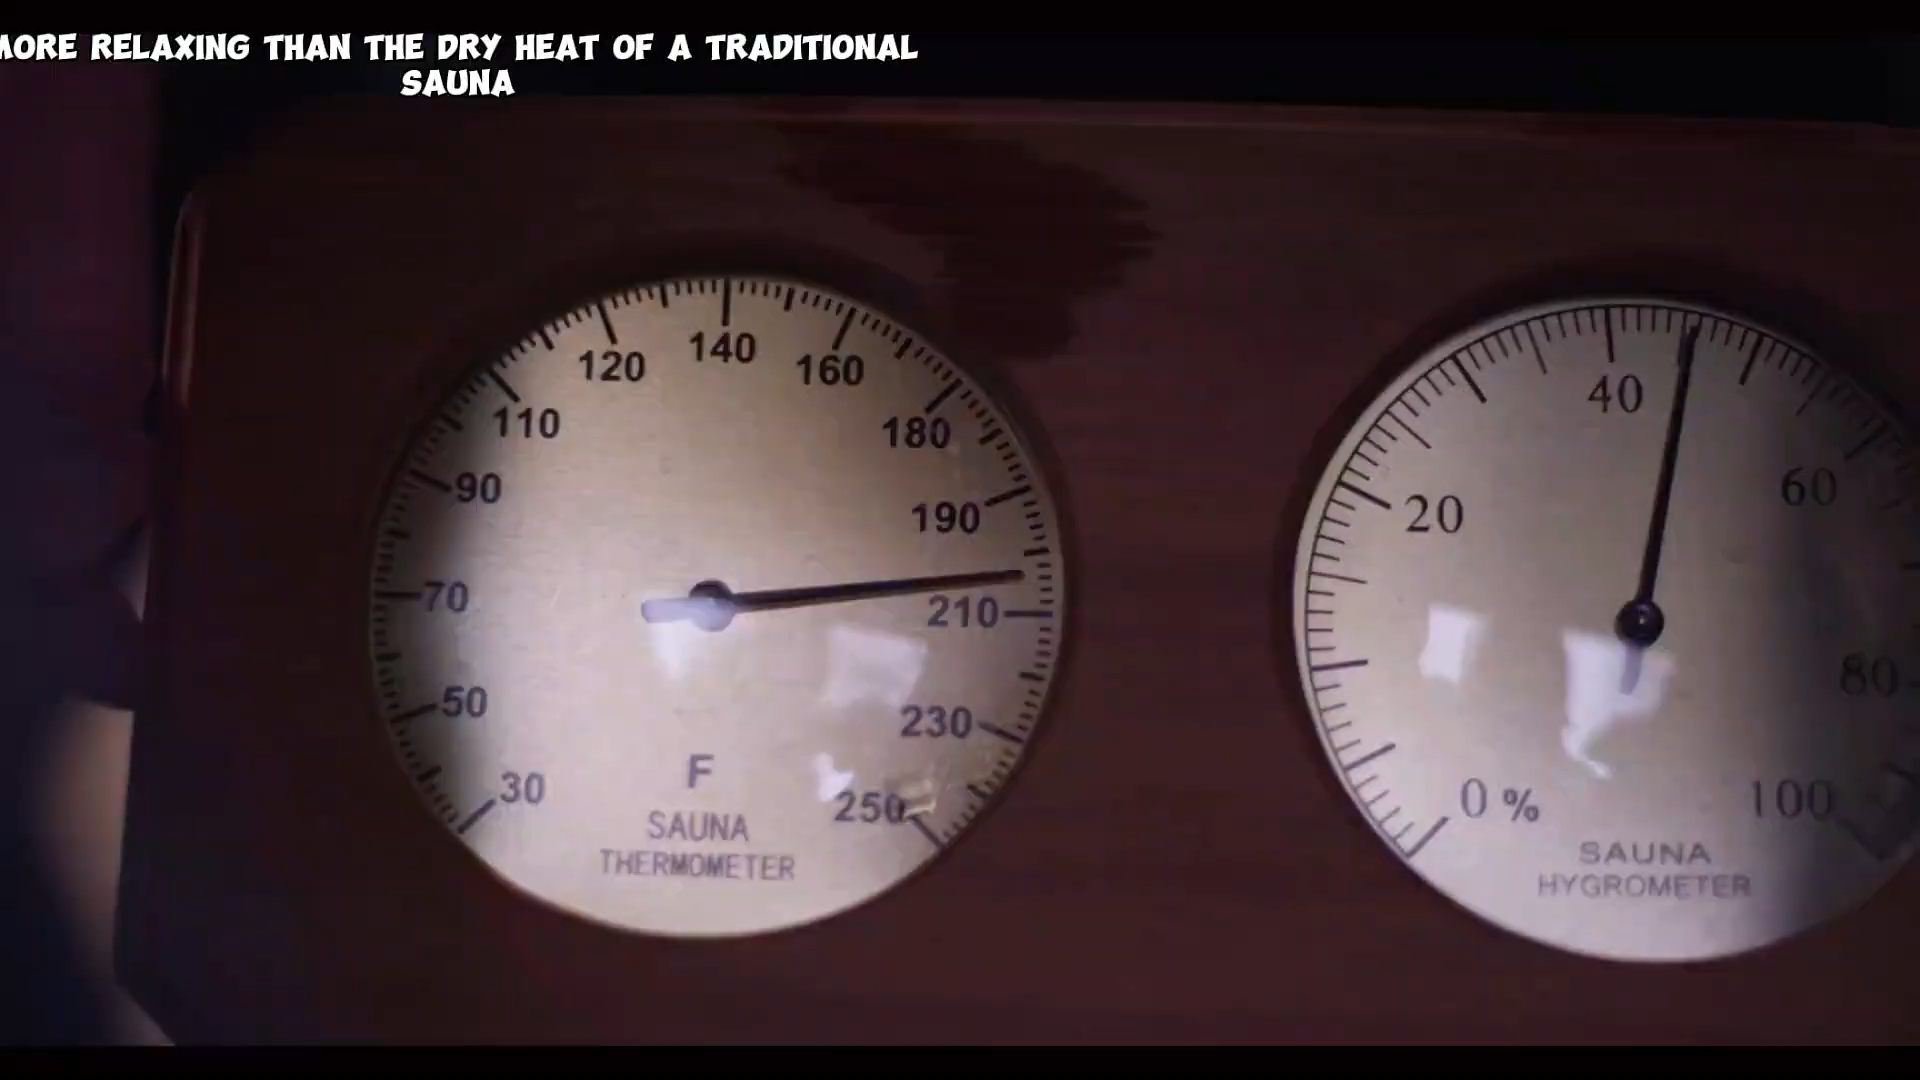 MORE RELAXING THAN THE DRY HEAT OF A TRADITIONAL
SAUNA
120
140
160
110
180
90
190
70
210
50
230
30
250
F
SAUNA
THERMOMETER
40
20
60
80
0 %
100
SAUNA
HYGROMETER